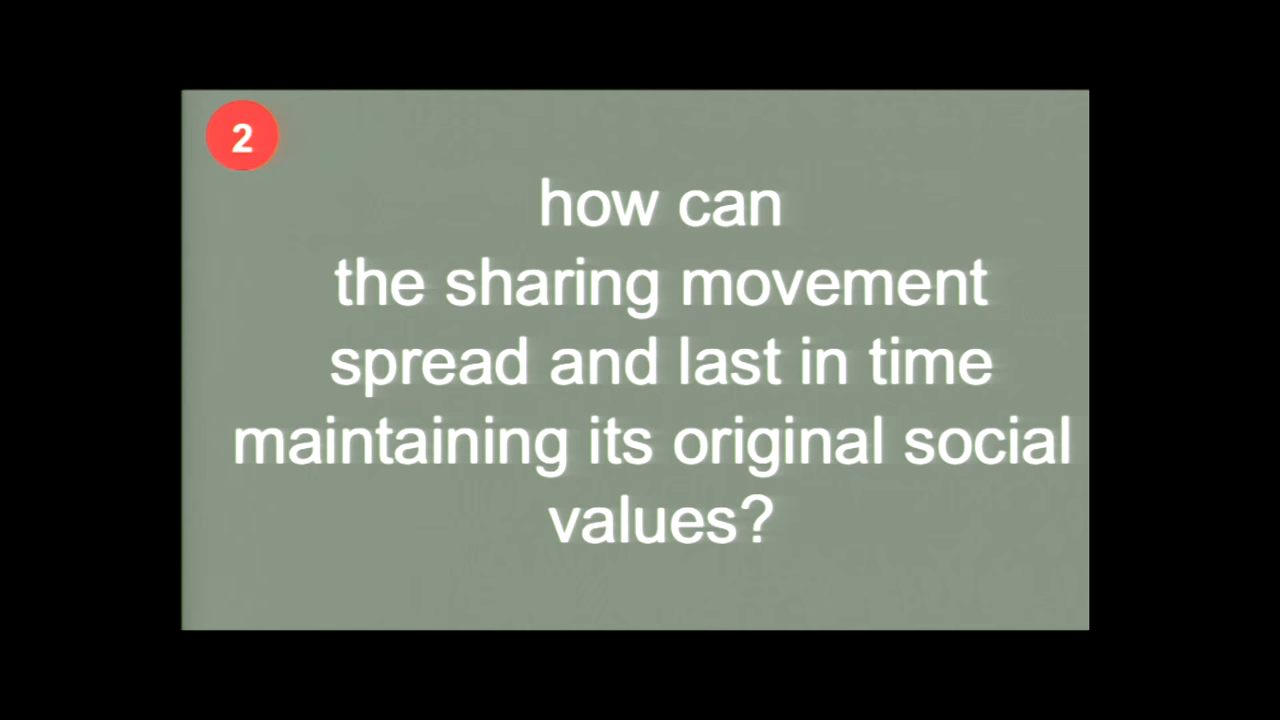 2
how can
the sharing movement
spread and last in time
maintaining its original social
values?